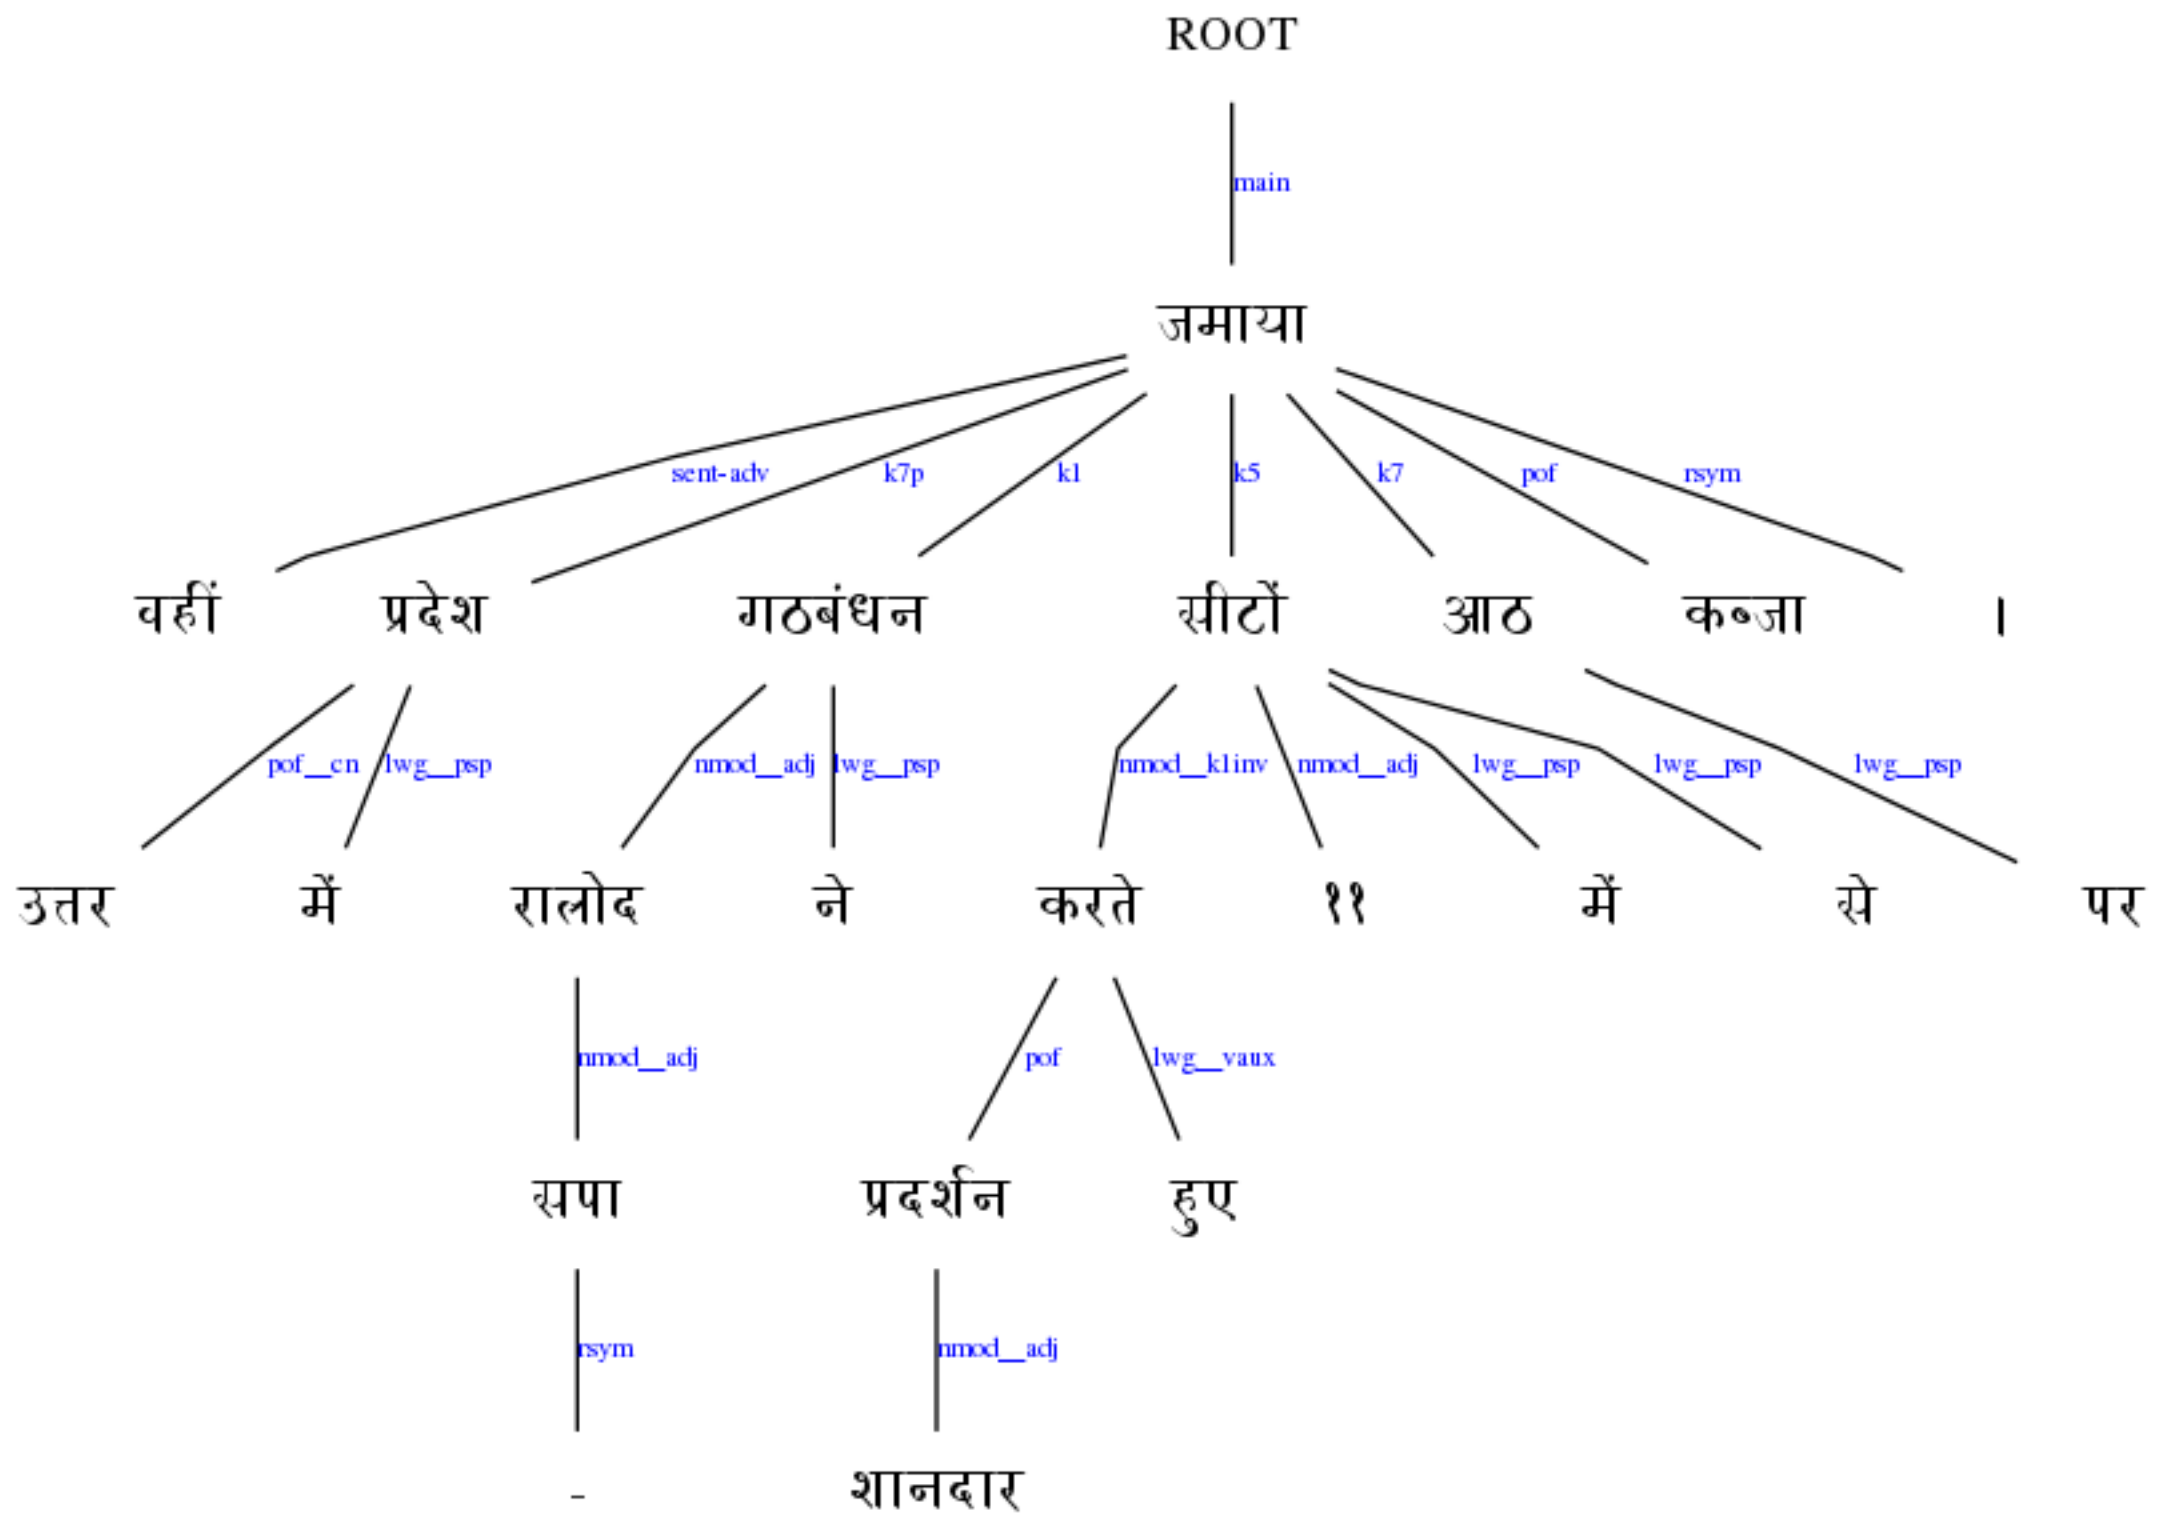 ROOT
main
जमाया
sent-adv k7p k1 k5 k7 pof rsym
वहीं प्रदेश गठबंधन सीटों आठ कब्जा ।
pof__cn lwg__psp nmod__adj lwg__psp nmod__k1inv nmod__adj lwg__psp lwg__psp lwg__psp
उत्तर में रालोद ने करते ११ में से पर
nmod__adj pof lwg__vaux
सपा प्रदर्शन हुए
rsym nmod__adj
- शानदार